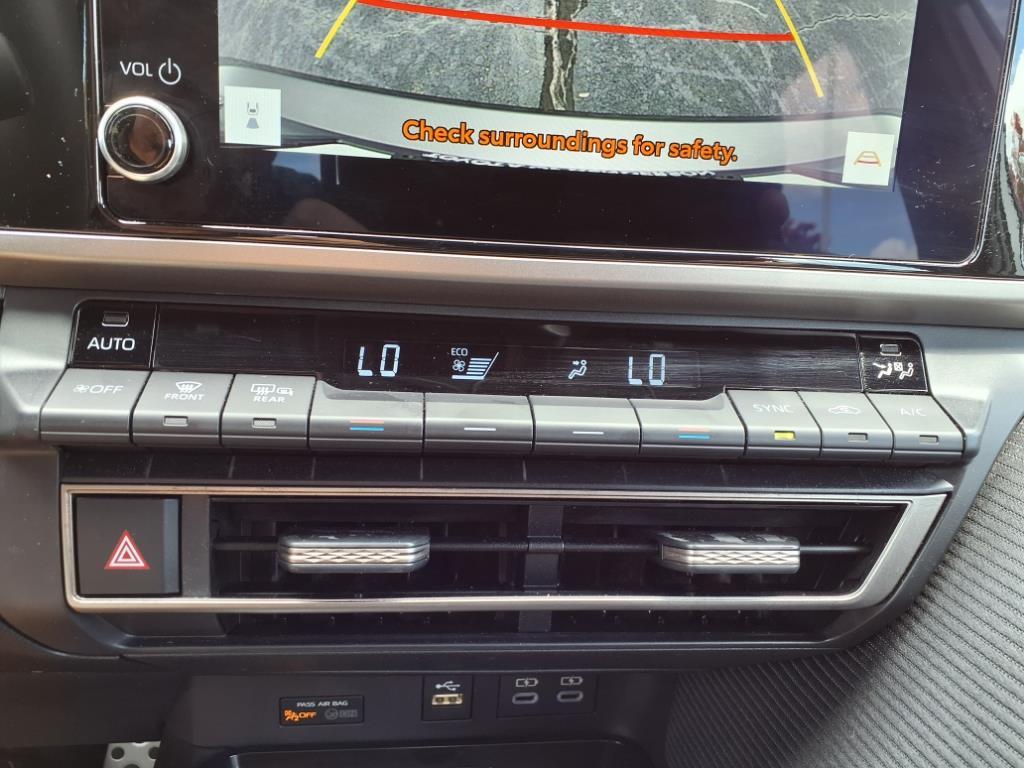 VOL
Check surroundings for safety.
AUTO
LO
ECO
LO
OFF
FRONT
REAR
SYNC
A/C
PASS AIR BAG
OFF